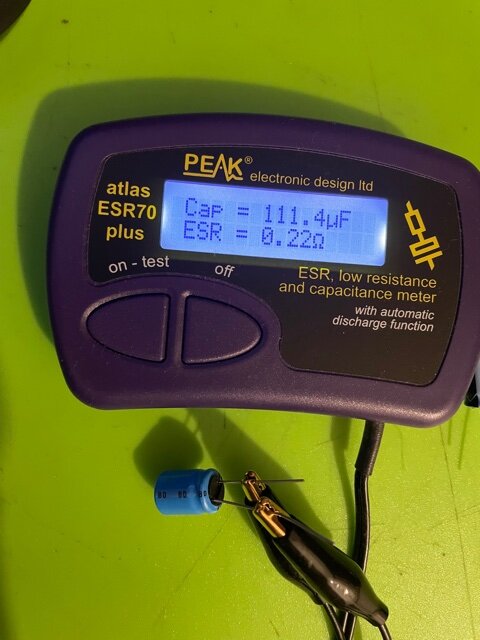 PEAK®
electronic design ltd
atlas
ESR70
plus
Cap = 111.4µF
ESR = 0.22Ω
on - test
off
ESR, low resistance
and capacitance meter
with automatic
discharge function